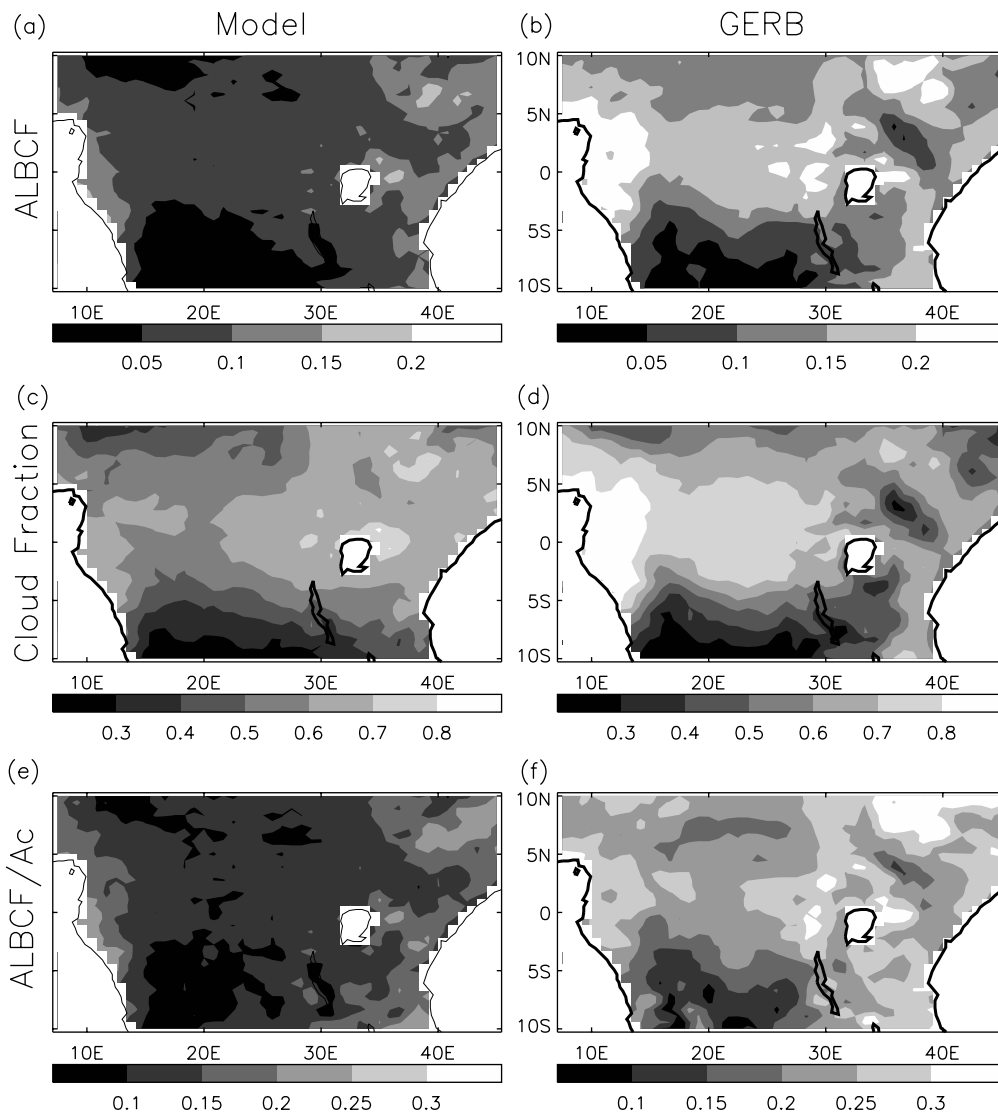 (a) Model (b) GERB
ALBCF
10N
5N
0
5S
10S
10E 20E 30E 40E 10E 20E 30E 40E
0.05 0.1 0.15 0.2 0.05 0.1 0.15 0.2
(c) (d)
Cloud Fraction
10N
5N
0
5S
10S
10E 20E 30E 40E 10E 20E 30E 40E
0.3 0.4 0.5 0.6 0.7 0.8 0.3 0.4 0.5 0.6 0.7 0.8
(e) (f)
ALBCF/Ac
10N
5N
0
5S
10S
10E 20E 30E 40E 10E 20E 30E 40E
0.1 0.15 0.2 0.25 0.3 0.1 0.15 0.2 0.25 0.3